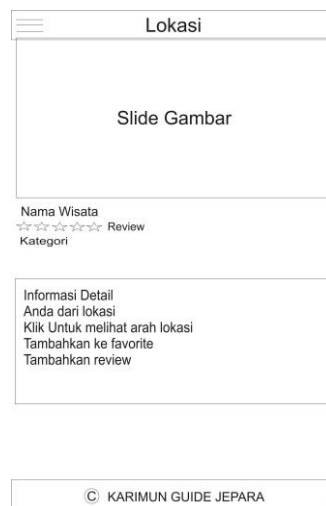 Lokasi
Slide Gambar
Nama Wisata
Review
Kategori
Informasi Detail
Anda dari lokasi
Klik Untuk melihat arah lokasi
Tambahkan ke favorite
Tambahkan review
© KARIMUN GUIDE JEPARA